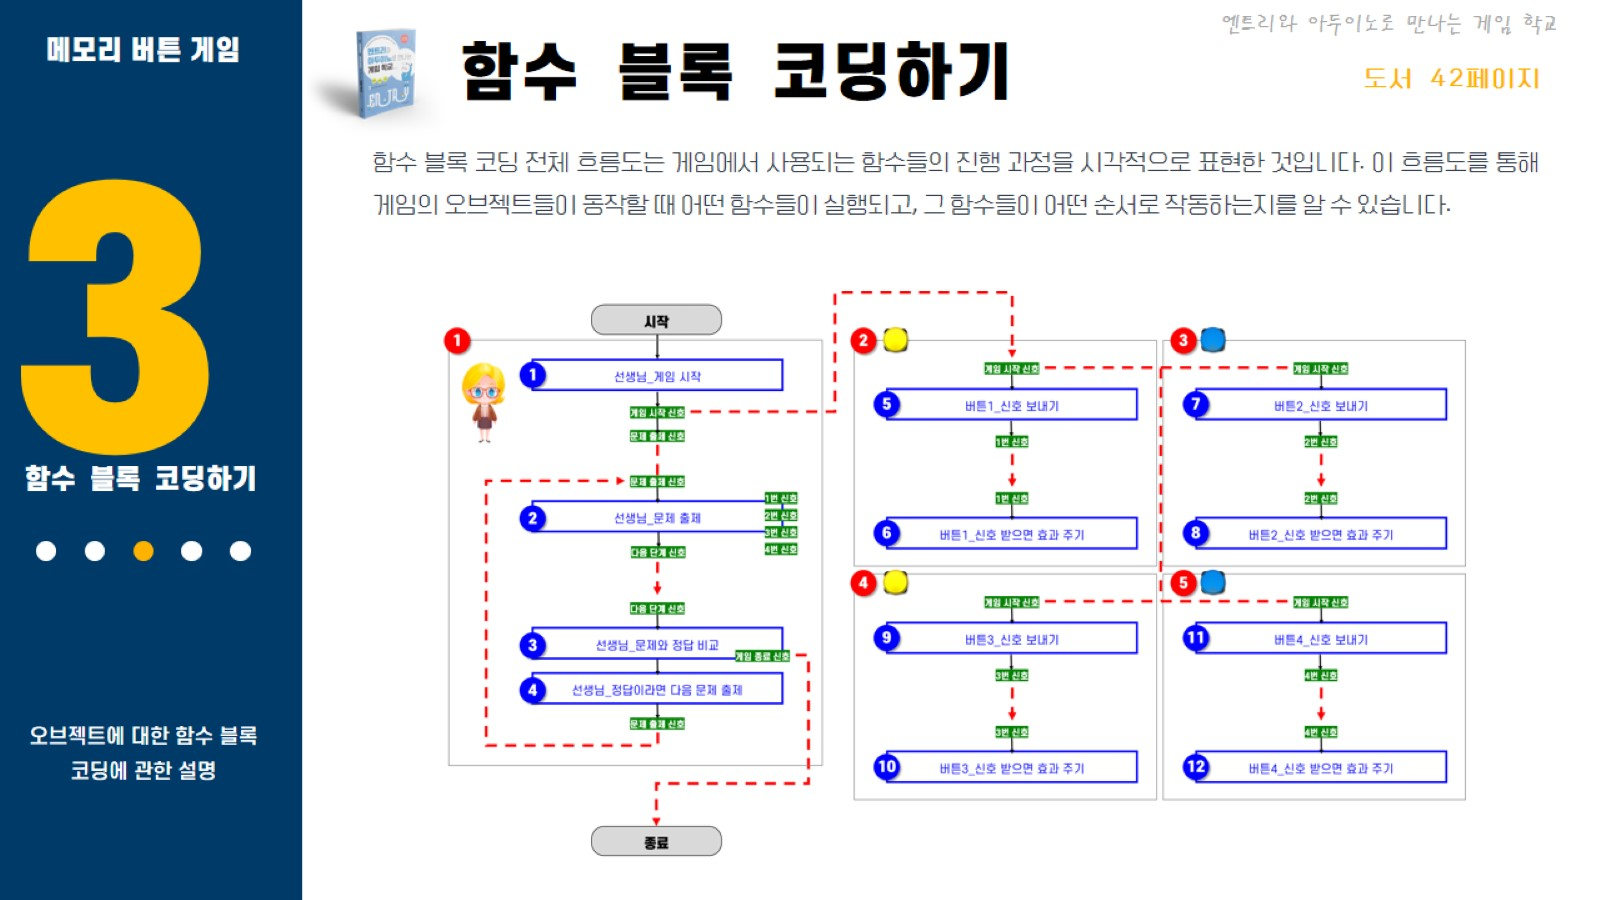 메모리 버튼 게임
3
함수 블록 코딩하기
오브젝트에 대한 함수 블록
코딩에 관한 설명
엔트리와 아두이노로 만나는 게임 학교
함수 블록 코딩하기
도서 42페이지
함수 블록 코딩 전체 흐름도는 게임에서 사용되는 함수들의 진행 과정을 시각적으로 표현한 것입니다. 이 흐름도를 통해
게임의 오브젝트들이 동작할 때 어떤 함수들이 실행되고, 그 함수들이 어떤 순서로 작동하는지를 알 수 있습니다.
시작
1
1 선생님_게임 시작
게임 시작 신호
문제 출제 신호
문제 출제 신호
2 선생님_문제 출제
1번 신호
2번 신호
3번 신호
4번 신호
다음 단계 신호
다음 단계 신호
3 선생님_문제와 정답 비교
게임 종료 신호
4 선생님_정답이라면 다음 문제 출제
문제 출제 신호
종료
2
게임 시작 신호
5 버튼1_신호 보내기
1번 신호
1번 신호
6 버튼1_신호 받으면 효과 주기
3
게임 시작 신호
7 버튼2_신호 보내기
2번 신호
2번 신호
8 버튼2_신호 받으면 효과 주기
4
게임 시작 신호
9 버튼3_신호 보내기
3번 신호
3번 신호
10 버튼3_신호 받으면 효과 주기
5
게임 시작 신호
11 버튼4_신호 보내기
4번 신호
4번 신호
12 버튼4_신호 받으면 효과 주기